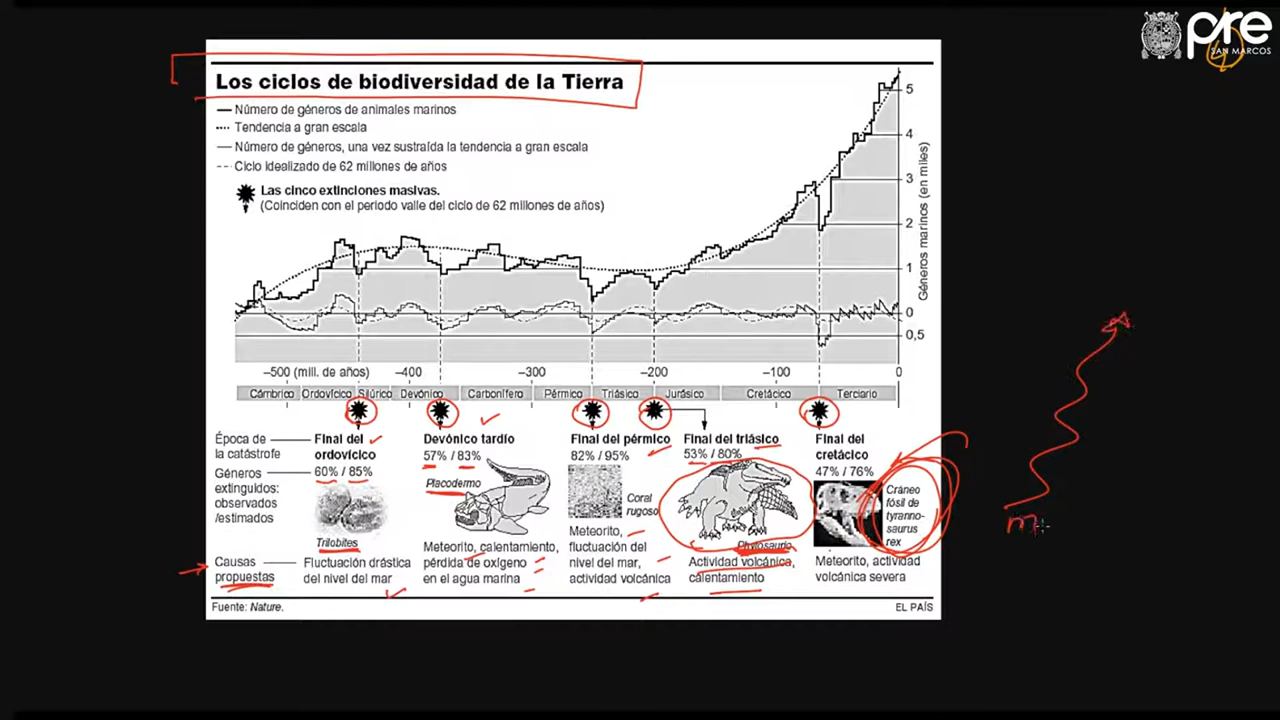 pre
SAN MARCOS
Los ciclos de biodiversidad de la Tierra
Número de géneros de animales marinos
Tendencia a gran escala
Número de géneros, una vez sustraída la tendencia a gran escala
Ciclo idealizado de 62 millones de años
Las cinco extinciones masivas.
(Coinciden con el periodo valle del ciclo de 62 millones de años)
5
4
3
2
1
0
0,5
Géneros marinos (en miles)
–500 (mill. de años) –400 –300 –200 –100 0
Cámbrico Ordovícico Silúrico Devónico Carbonífero Pérmico Triásico Jurásico Cretácico Terciario
Época de la catástrofe
Final del ordovícico
Devónico tardío
Final del pérmico
Final del triásico
Final del cretácico
Géneros extinguidos: observados /estimados
60% / 85%
57% / 83%
82% / 95%
53% / 80%
47% / 76%
Trilobites
Placodermo
Coral rugoso
Phytosaurio
Cráneo
fósil de
tyranno-
saurus
rex
Causas propuestas
Fluctuación drástica
del nivel del mar
Meteorito, calentamiento,
pérdida de oxígeno
en el agua marina
Meteorito,
fluctuación del
nivel del mar,
actividad volcánica
Actividad volcánica,
calentamiento
Meteorito, actividad
volcánica severa
Fuente: Nature.
EL PAÍS
m